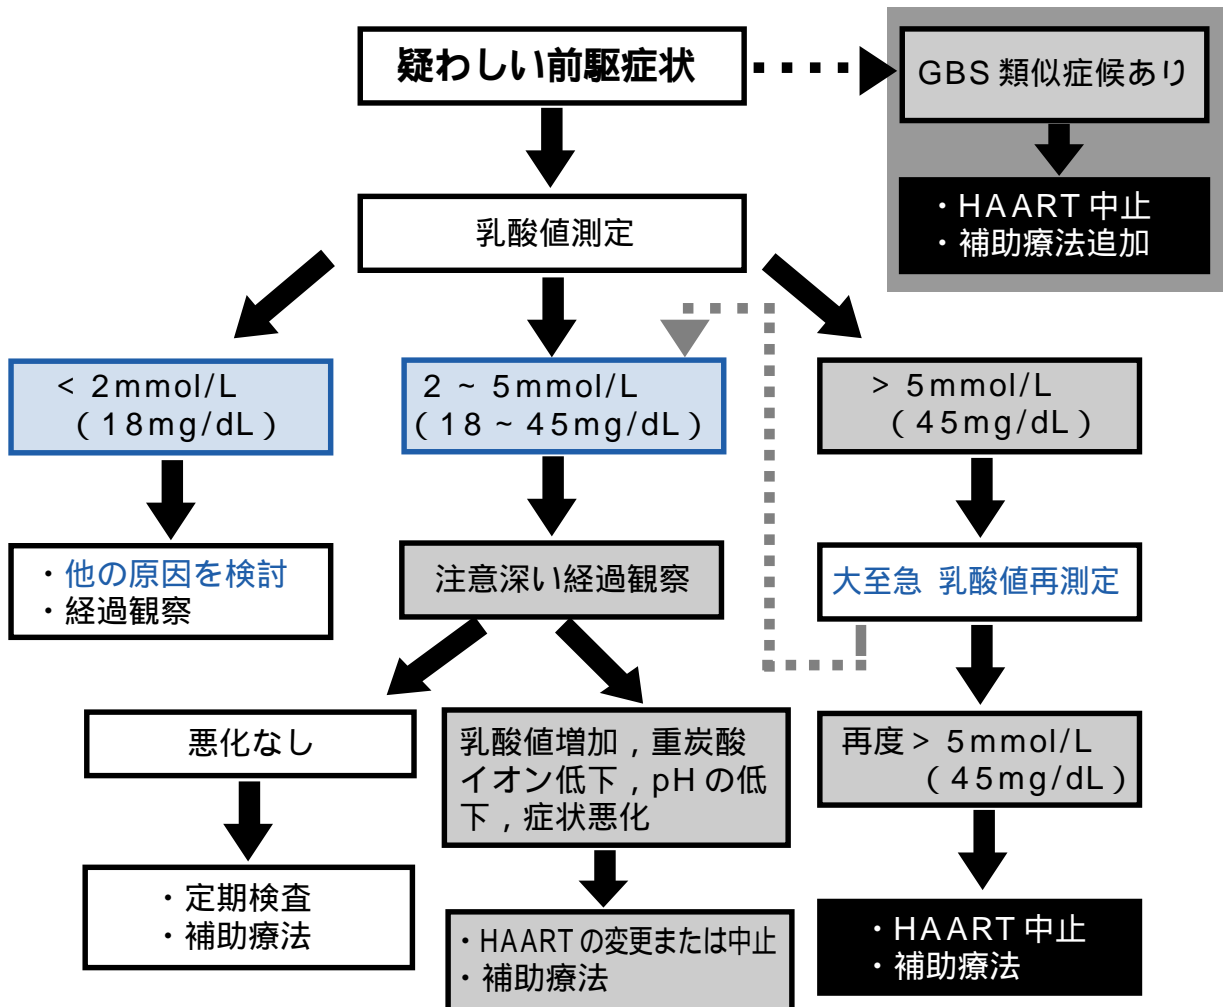 疑わしい前駆症状
GBS 類似症候あり
・HAART 中止
・補助療法追加
乳酸値測定
< 2mmol/L
( 18mg/dL )
2 ~ 5mmol/L
( 18 ~ 45mg/dL )
> 5mmol/L
( 45mg/dL )
・他の原因を検討
・経過観察
注意深い経過観察
大至急 乳酸値再測定
悪化なし
乳酸値増加，重炭酸
イオン低下，pH の低
下，症状悪化
再度 > 5mmol/L
( 45mg/dL )
・定期検査
・補助療法
・HAARTの変更または中止
・補助療法
・HAART 中止
・補助療法